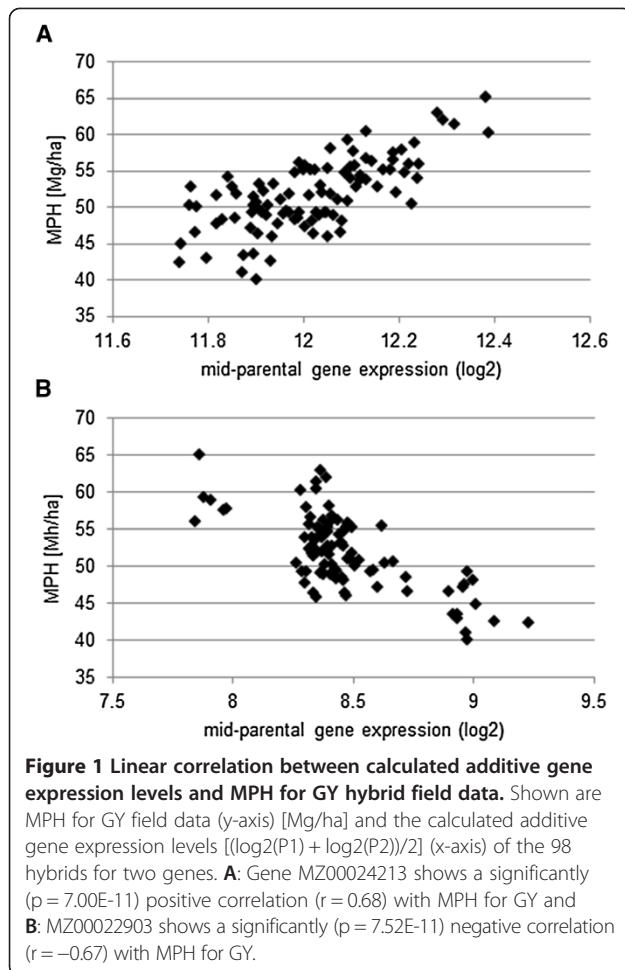 A
MPH [Mg/ha]
70
65
60
55
50
45
40
35
11.6 11.8 12 12.2 12.4 12.6
mid-parental gene expression (log2)
B
MPH [Mh/ha]
70
65
60
55
50
45
40
35
7.5 8 8.5 9 9.5
mid-parental gene expression (log2)
Figure 1 Linear correlation between calculated additive gene
expression levels and MPH for GY hybrid field data. Shown are
MPH for GY field data (y-axis) [Mg/ha] and the calculated additive
gene expression levels [(log2(P1) + log2(P2))/2] (x-axis) of the 98
hybrids for two genes. A: Gene MZ00024213 shows a significantly
(p = 7.00E-11) positive correlation (r = 0.68) with MPH for GY and
B: MZ00022903 shows a significantly (p = 7.52E-11) negative correlation
(r = −0.67) with MPH for GY.